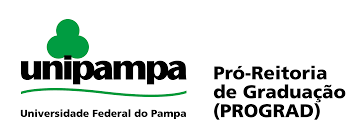 unipampa
Universidade Federal do Pampa
Pró-Reitoria
de Graduação
(PROGRAD)